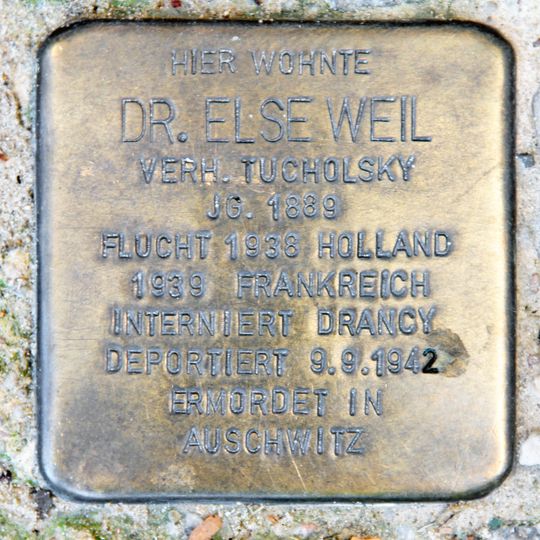 HIER WOHNTE
DR. ELSE WEIL
VERH. TUCHOLSKY
JG. 1889
FLUCHT 1938 HOLLAND
1939 FRANKREICH
INTERNIERT DRANCY
DEPORTIERT 9.9.1942
ERMORDET IN
AUSCHWITZ